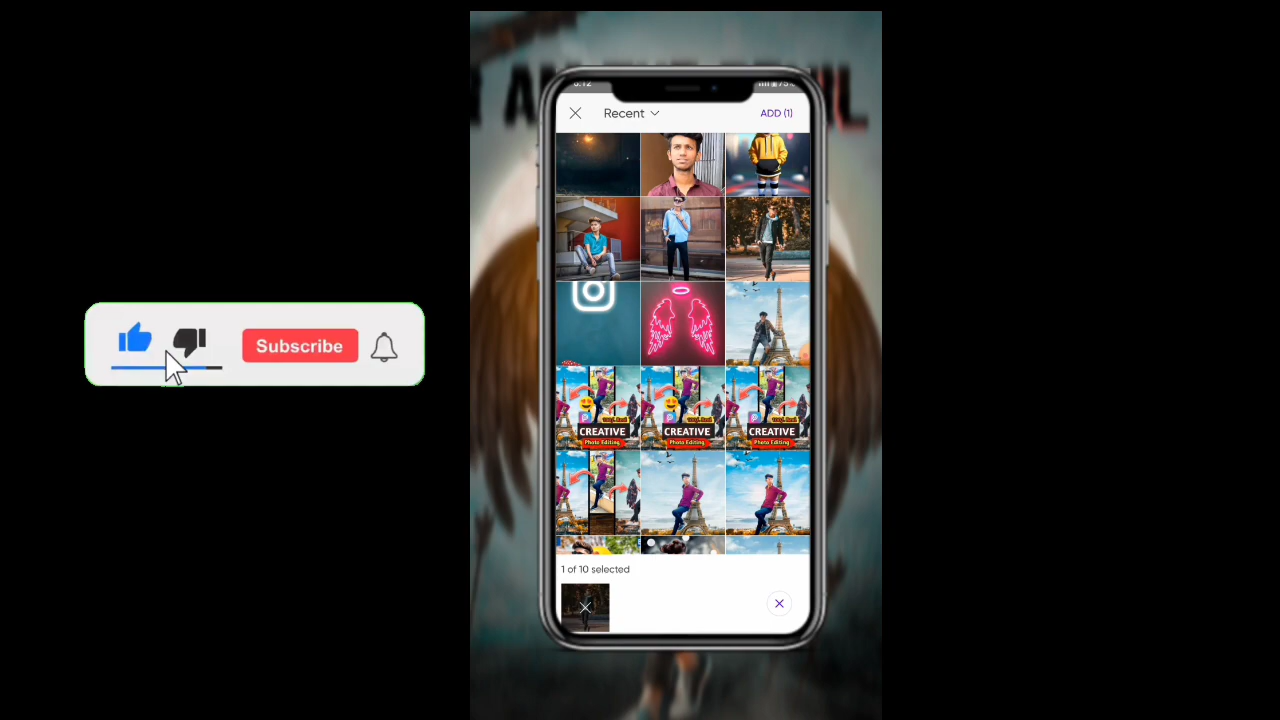 Recent
ADD (1)
CREATIVE
Photo Editing
CREATIVE
Photo Editing
CREATIVE
Photo Editing
1 of 10 selected
Subscribe